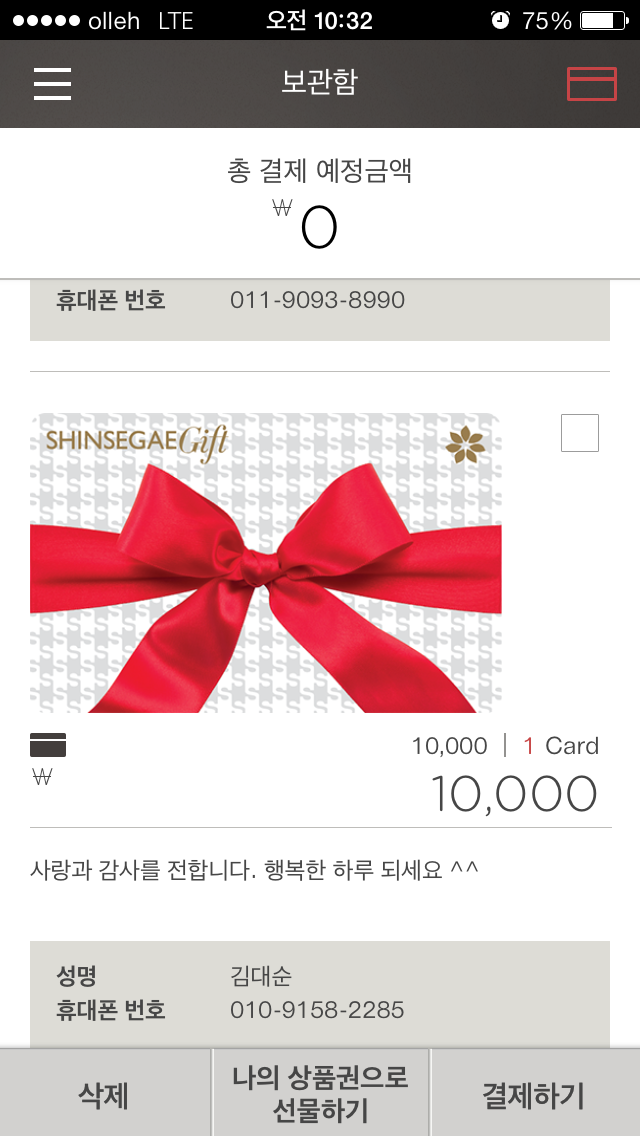 olleh LTE 오전 10:32 75%
보관함
총 결제 예정금액
₩ 0
휴대폰 번호 011-9093-8990
SHINSEGAE Gift
10,000 | 1 Card
₩ 10,000
사랑과 감사를 전합니다. 행복한 하루 되세요 ^^
성명 김대순
휴대폰 번호 010-9158-2285
삭제
나의 상품권으로
선물하기
결제하기